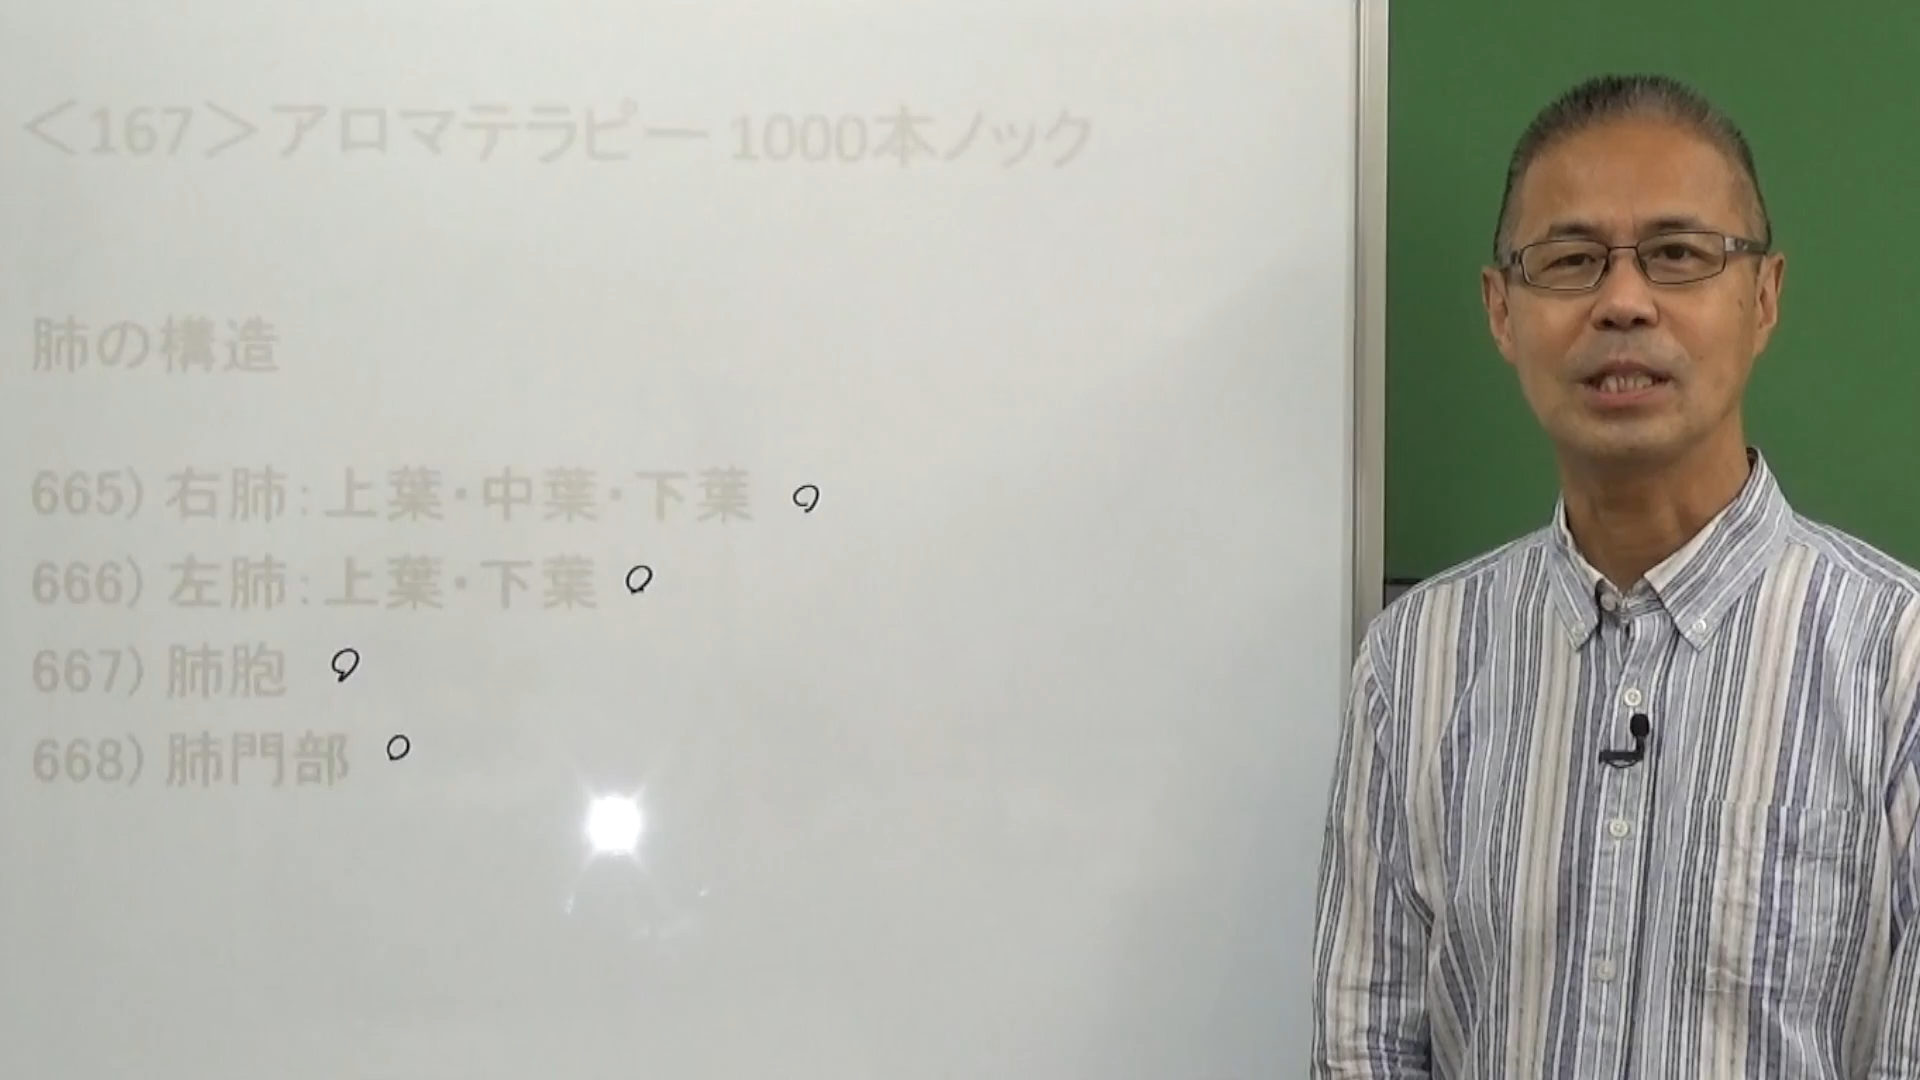 ＜167＞アロマテラピー 1000本ノック
肺の構造
665) 右肺：上葉・中葉・下葉 ○
666) 左肺：上葉・下葉 ○
667) 肺胞 ○
668) 肺門部 ○